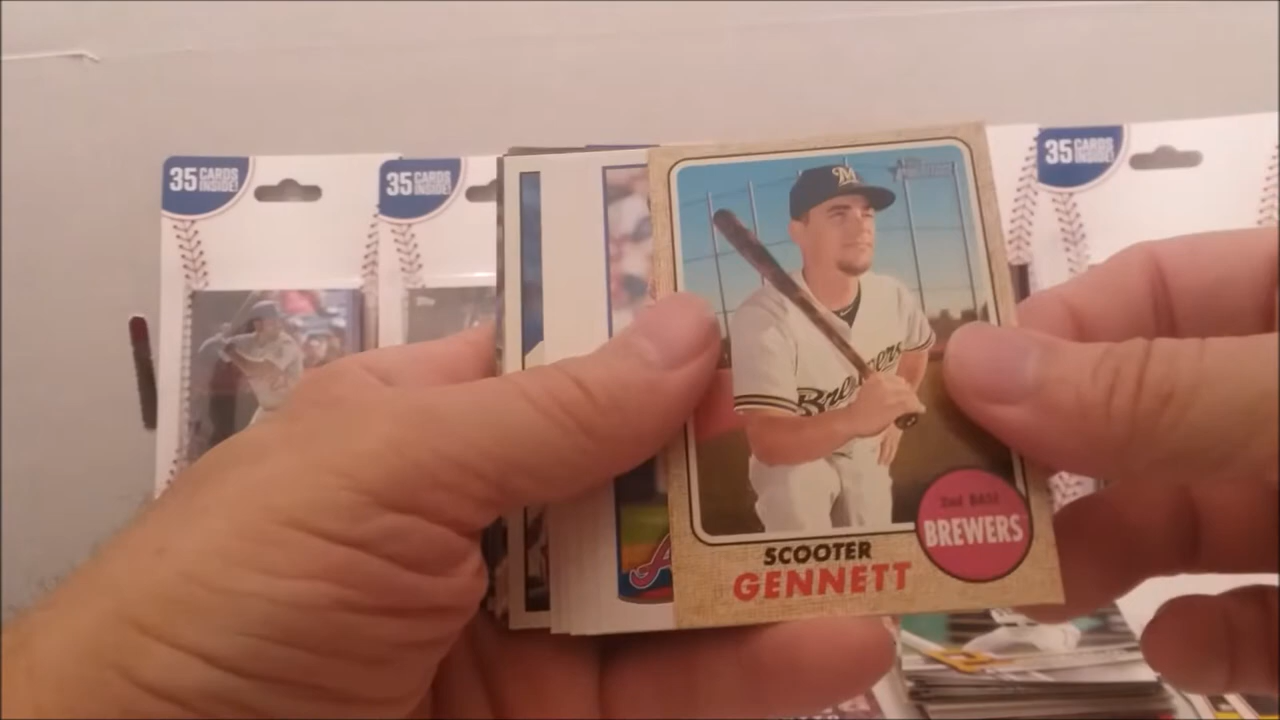 35 CARDS
INSIDE!
35 CARDS
INSIDE!
35 CARDS
INSIDE!
M
Brewers
2nd BASE
BREWERS
SCOOTER
GENNETT